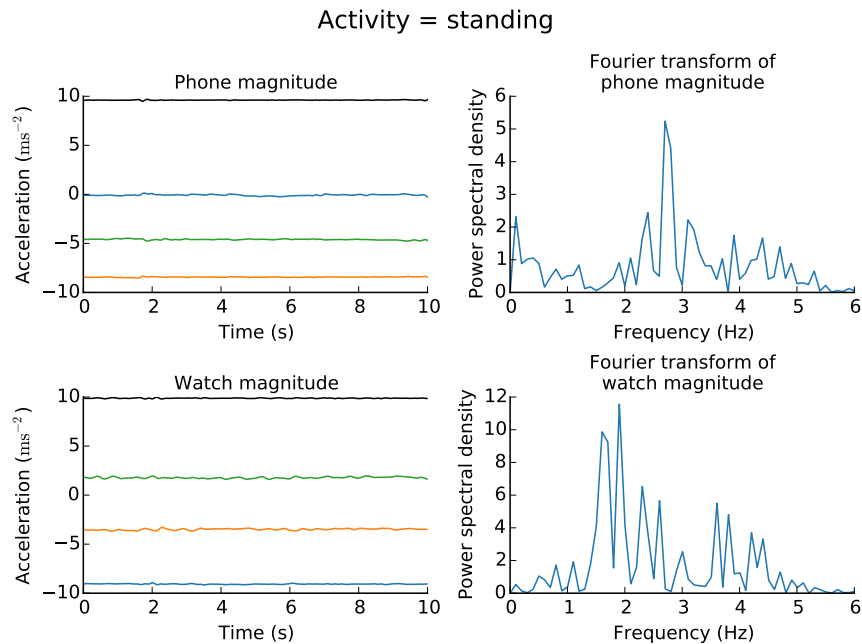 Activity = standing
Phone magnitude
Acceleration (ms⁻²)
10
5
0
−5
−10
0 2 4 6 8 10
Time (s)
Fourier transform of
phone magnitude
Power spectral density
6
5
4
3
2
1
0
0 1 2 3 4 5 6
Frequency (Hz)
Watch magnitude
Acceleration (ms⁻²)
10
5
0
−5
−10
0 2 4 6 8 10
Time (s)
Fourier transform of
watch magnitude
Power spectral density
12
10
8
6
4
2
0
0 1 2 3 4 5 6
Frequency (Hz)